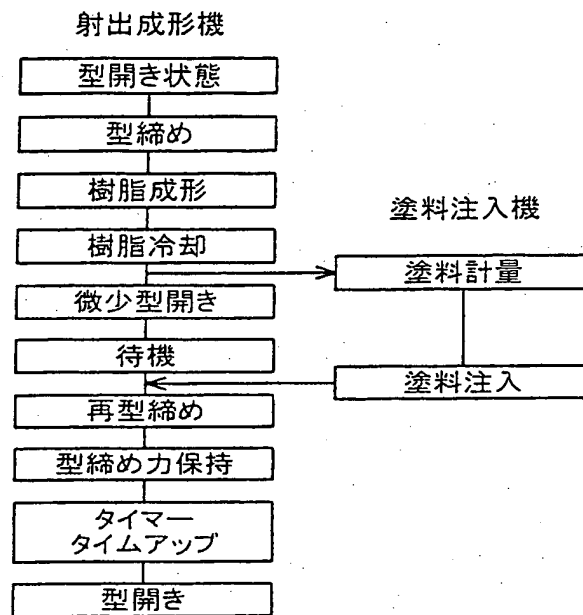 射出成形機
型開き状態
型締め
樹脂成形
樹脂冷却
微少型開き
待機
再型締め
型締め力保持
タイマー
タイムアップ
型開き
塗料注入機
塗料計量
塗料注入